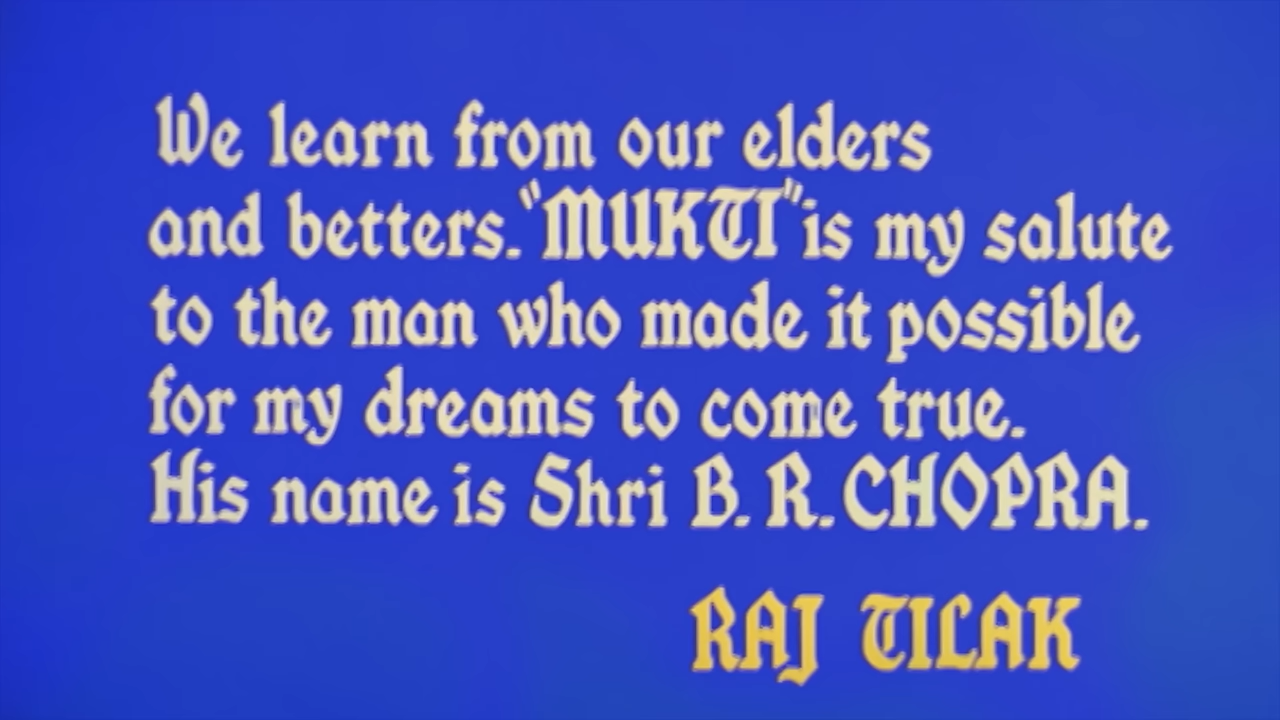 We learn from our elders
and betters."MUKTI"is my salute
to the man who made it possible
for my dreams to come true.
His name is Shri B. R. CHOPRA.
RAJ TILAK